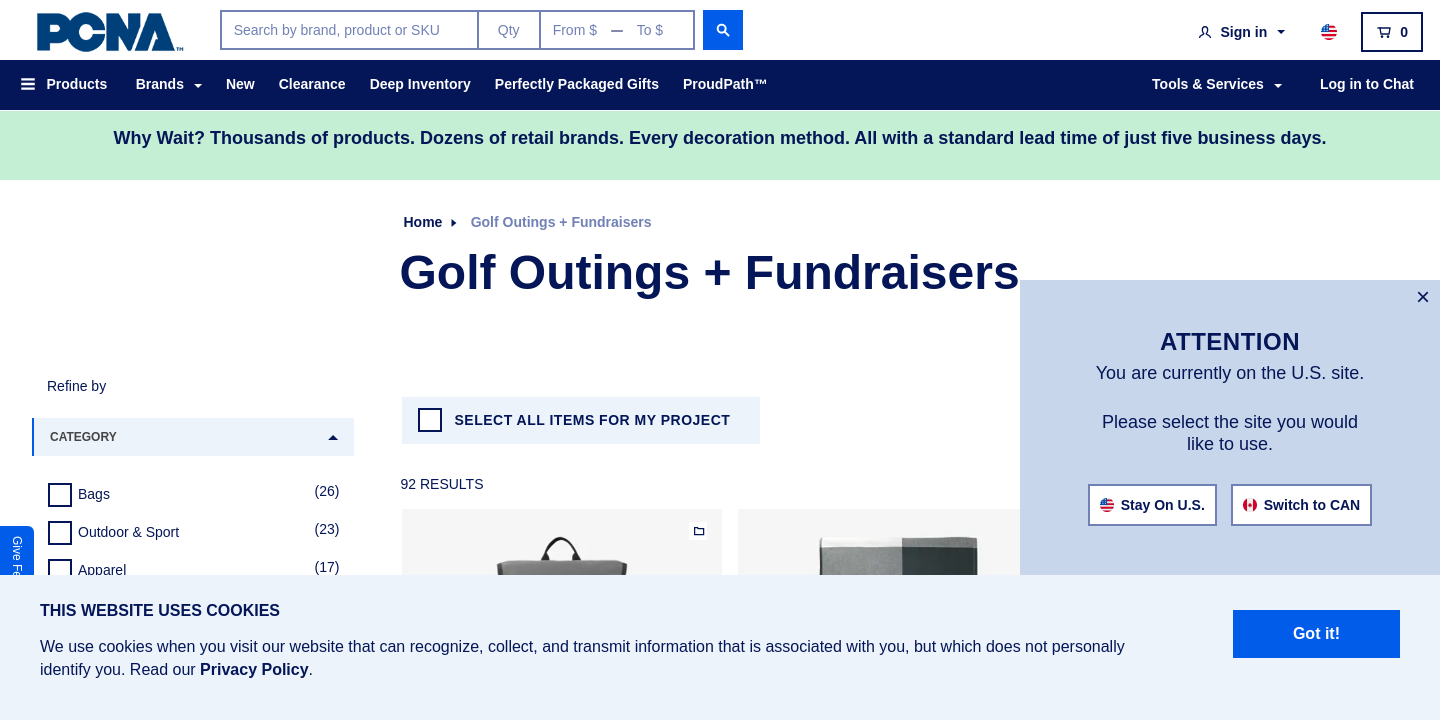 PCNA™
Search by brand, product or SKU
Qty
From $ — To $
Sign in
0
Products
Brands
New
Clearance
Deep Inventory
Perfectly Packaged Gifts
ProudPath™
Tools & Services
Log in to Chat
Why Wait? Thousands of products. Dozens of retail brands. Every decoration method. All with a standard lead time of just five business days.
Home
Golf Outings + Fundraisers
Golf Outings + Fundraisers
ATTENTION
You are currently on the U.S. site.
Please select the site you would
like to use.
Stay On U.S.
Switch to CAN
Refine by
CATEGORY
Bags (26)
Outdoor & Sport (23)
Apparel (17)
SELECT ALL ITEMS FOR MY PROJECT
92 RESULTS
Give
THIS WEBSITE USES COOKIES
We use cookies when you visit our website that can recognize, collect, and transmit information that is associated with you, but which does not personally
identify you. Read our Privacy Policy.
Got it!